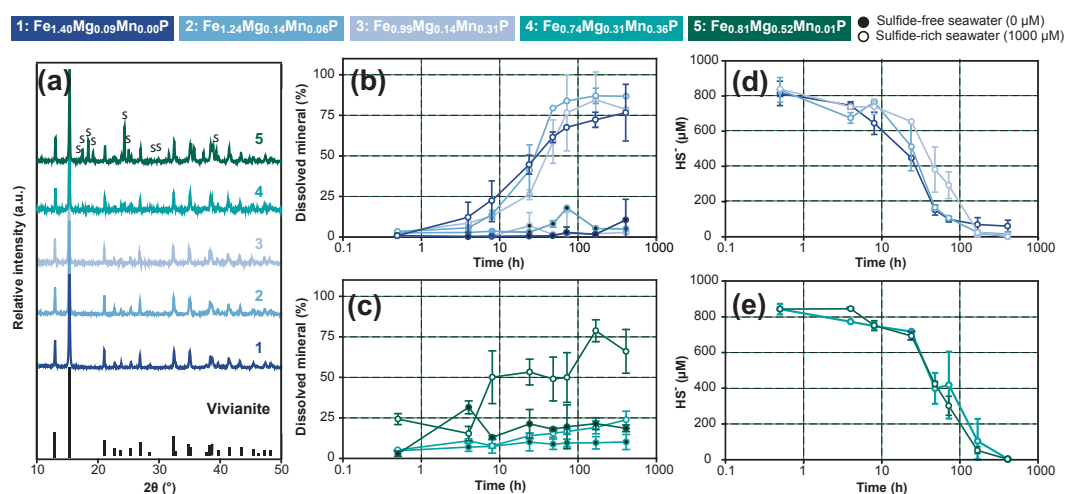 1: Fe1.40Mg0.09Mn0.00P
2: Fe1.24Mg0.14Mn0.06P
3: Fe0.99Mg0.14Mn0.31P
4: Fe0.74Mg0.31Mn0.36P
5: Fe0.81Mg0.52Mn0.01P
Sulfide-free seawater (0 µM)
Sulfide-rich seawater (1000 µM)
(a)
Relative intensity (a.u.)
s s s s s s ss s
5
4
3
2
1
Vivianite
10 20 30 40 50
2θ (°)
(b)
Dissolved mineral (%)
100
75
50
25
0
0.1 1 10 100 1000
Time (h)
(c)
Dissolved mineral (%)
100
75
50
25
0
0.1 1 10 100 1000
Time (h)
(d)
HS- (µM)
1000
800
600
400
200
0
0.1 1 10 100 1000
Time (h)
(e)
HS- (µM)
1000
800
600
400
200
0
0.1 1 10 100 1000
Time (h)